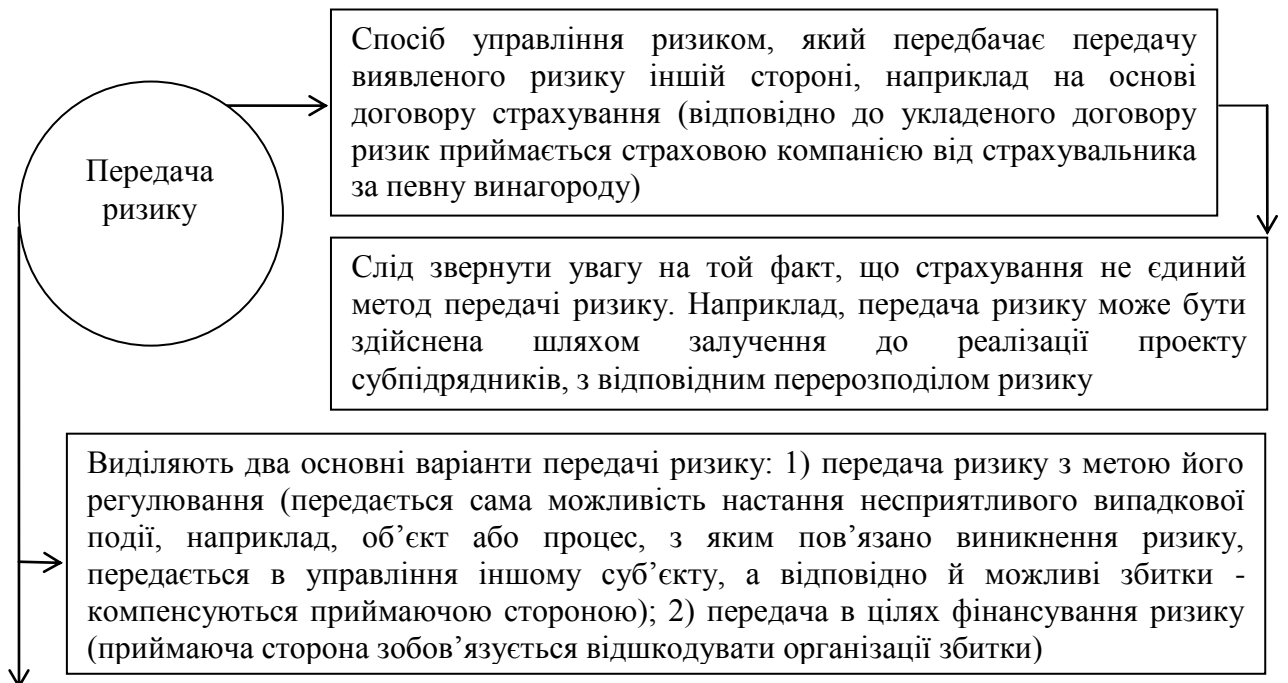 Передача
ризику
Спосіб управління ризиком, який передбачає передачу
виявленого ризику іншій стороні, наприклад на основі
договору страхування (відповідно до укладеного договору
ризик приймається страховою компанією від страхувальника
за певну винагороду)
Слід звернути увагу на той факт, що страхування не єдиний
метод передачі ризику. Наприклад, передача ризику може бути
здійснена шляхом залучення до реалізації проекту
субпідрядників, з відповідним перерозподілом ризику
Виділяють два основні варіанти передачі ризику: 1) передача ризику з метою його
регулювання (передається сама можливість настання несприятливого випадкової
події, наприклад, об’єкт або процес, з яким пов’язано виникнення ризику,
передається в управління іншому суб’єкту, а відповідно й можливі збитки -
компенсуються приймаючою стороною); 2) передача в цілях фінансування ризику
(приймаюча сторона зобов’язується відшкодувати організації збитки)